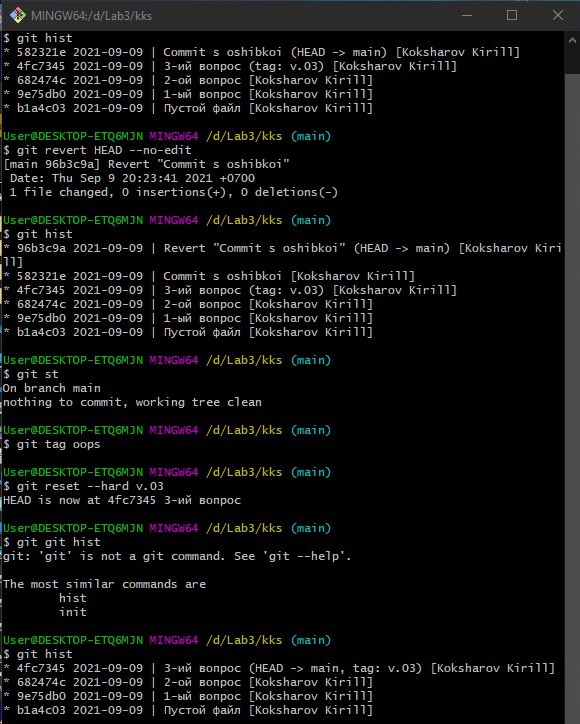 MINGW64:/d/Lab3/kks
$ git hist
* 582321e 2021-09-09 | Commit s oshibkoi (HEAD -> main) [Koksharov Kirill]
* 4fc7345 2021-09-09 | 3-ий вопрос (tag: v.03) [Koksharov Kirill]
* 682474c 2021-09-09 | 2-ой вопрос [Koksharov Kirill]
* 9e75db0 2021-09-09 | 1-ый вопрос [Koksharov Kirill]
* b1a4c03 2021-09-09 | Пустой файл [Koksharov Kirill]
User@DESKTOP-ETQ6MJN MINGW64 /d/Lab3/kks (main)
$ git revert HEAD --no-edit
[main 96b3c9a] Revert "Commit s oshibkoi"
Date: Thu Sep 9 20:23:41 2021 +0700
1 file changed, 0 insertions(+), 0 deletions(-)
User@DESKTOP-ETQ6MJN MINGW64 /d/Lab3/kks (main)
$ git hist
* 96b3c9a 2021-09-09 | Revert "Commit s oshibkoi" (HEAD -> main) [Koksharov Kiri
ll]
* 582321e 2021-09-09 | Commit s oshibkoi [Koksharov Kirill]
* 4fc7345 2021-09-09 | 3-ий вопрос (tag: v.03) [Koksharov Kirill]
* 682474c 2021-09-09 | 2-ой вопрос [Koksharov Kirill]
* 9e75db0 2021-09-09 | 1-ый вопрос [Koksharov Kirill]
* b1a4c03 2021-09-09 | Пустой файл [Koksharov Kirill]
User@DESKTOP-ETQ6MJN MINGW64 /d/Lab3/kks (main)
$ git st
On branch main
nothing to commit, working tree clean
User@DESKTOP-ETQ6MJN MINGW64 /d/Lab3/kks (main)
$ git tag oops
User@DESKTOP-ETQ6MJN MINGW64 /d/Lab3/kks (main)
$ git reset --hard v.03
HEAD is now at 4fc7345 3-ий вопрос
User@DESKTOP-ETQ6MJN MINGW64 /d/Lab3/kks (main)
$ git git hist
git: 'git' is not a git command. See 'git --help'.
The most similar commands are
hist
init
User@DESKTOP-ETQ6MJN MINGW64 /d/Lab3/kks (main)
$ git hist
* 4fc7345 2021-09-09 | 3-ий вопрос (HEAD -> main, tag: v.03) [Koksharov Kirill]
* 682474c 2021-09-09 | 2-ой вопрос [Koksharov Kirill]
* 9e75db0 2021-09-09 | 1-ый вопрос [Koksharov Kirill]
* b1a4c03 2021-09-09 | Пустой файл [Koksharov Kirill]